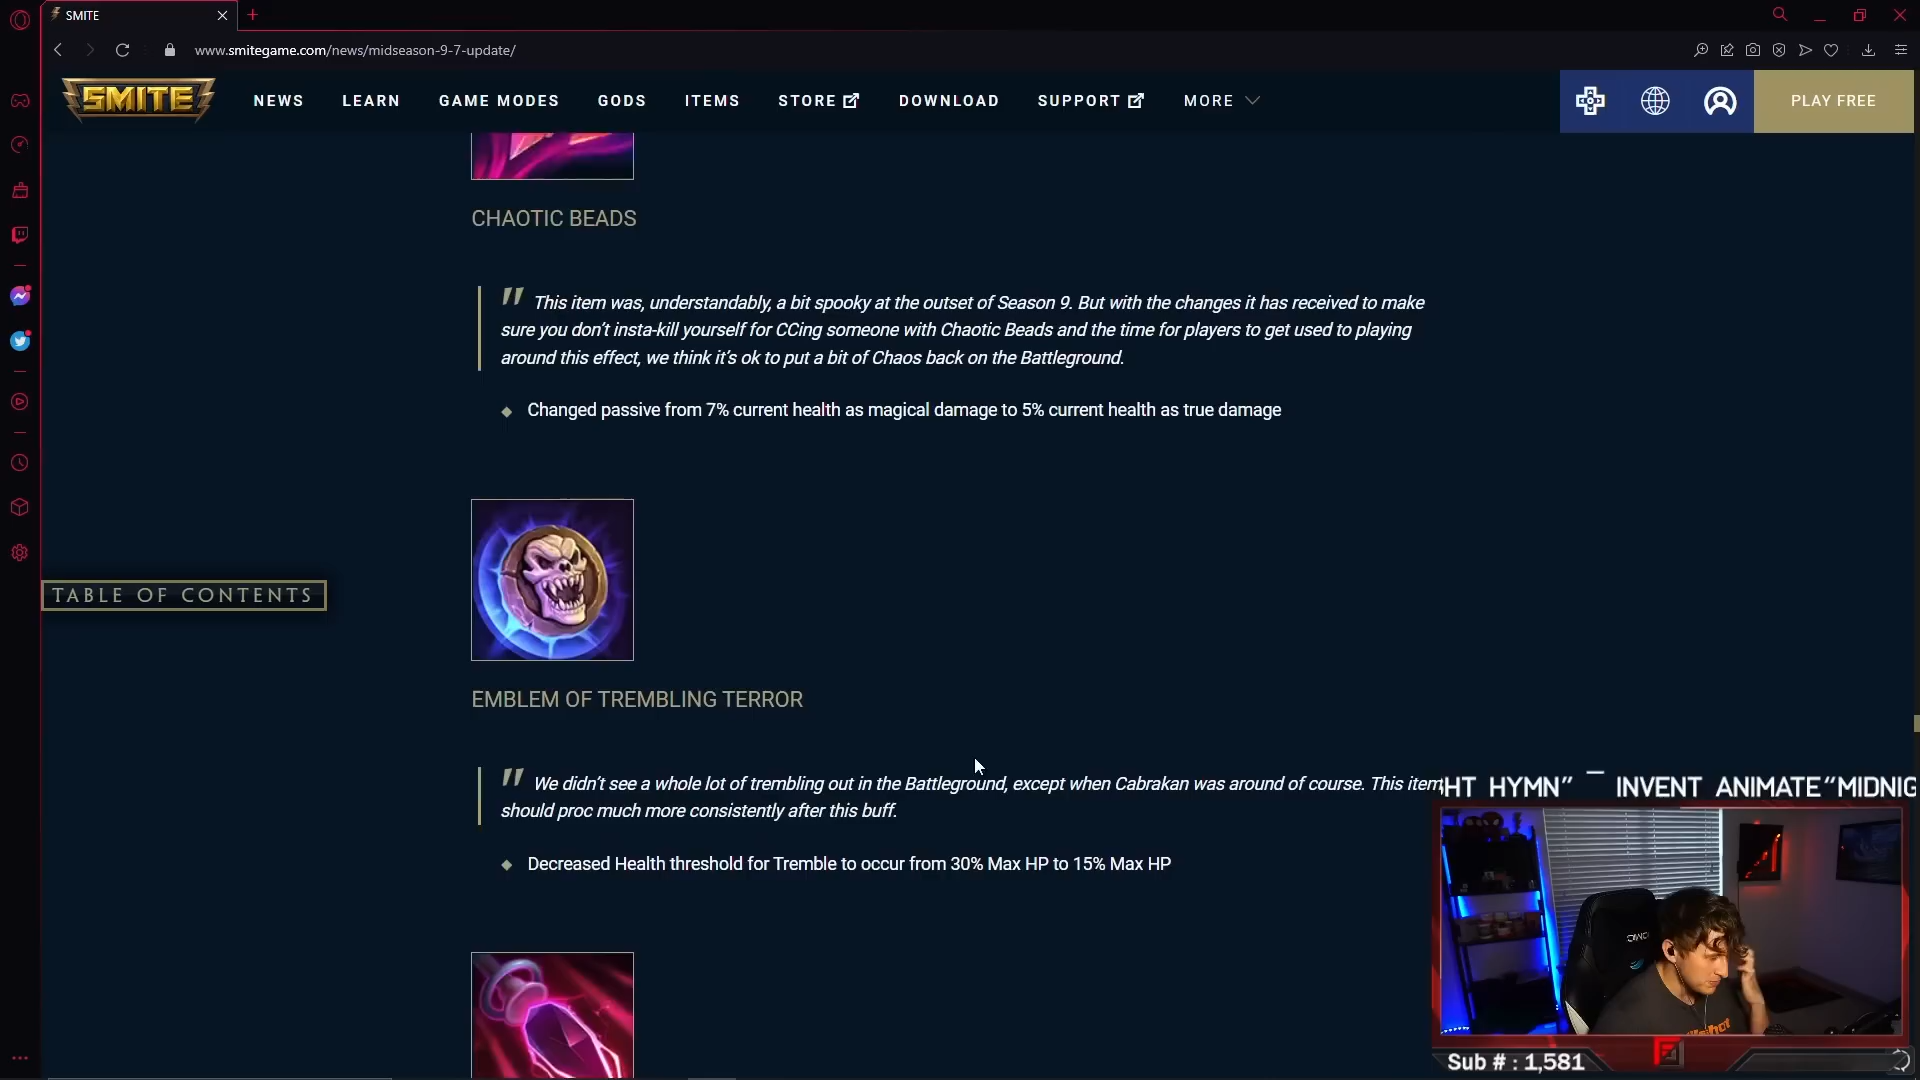 SMITE
www.smitegame.com/news/midseason-9-7-update/
SMITE
NEWS
LEARN
GAME MODES
GODS
ITEMS
STORE
DOWNLOAD
SUPPORT
MORE
PLAY FREE
CHAOTIC BEADS
" This item was, understandably, a bit spooky at the outset of Season 9. But with the changes it has received to make
sure you don't insta-kill yourself for CCing someone with Chaotic Beads and the time for players to get used to playing
around this effect, we think it's ok to put a bit of Chaos back on the Battleground.
Changed passive from 7% current health as magical damage to 5% current health as true damage
TABLE OF CONTENTS
EMBLEM OF TREMBLING TERROR
" We didn't see a whole lot of trembling out in the Battleground, except when Cabrakan was around of course. This item
should proc much more consistently after this buff.
Decreased Health threshold for Tremble to occur from 30% Max HP to 15% Max HP
HT HYMN" – INVENT ANIMATE "MIDNIG
Sub # : 1,581